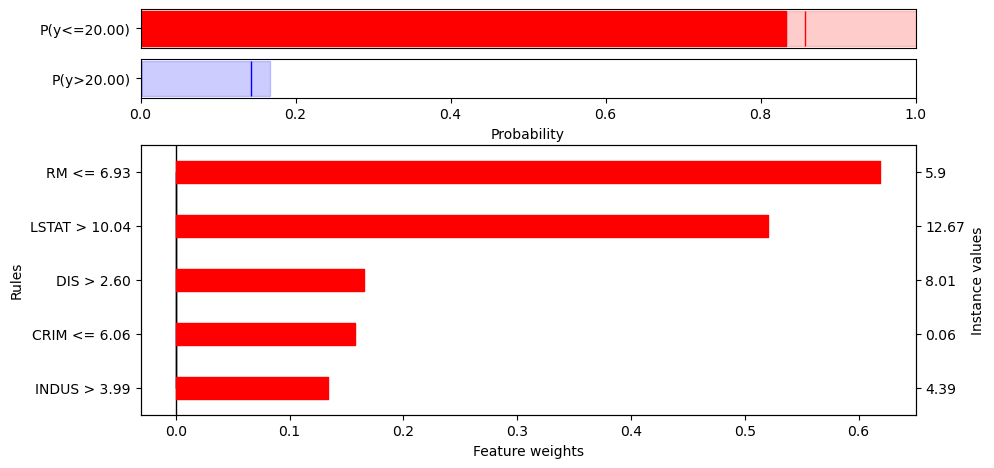 P(y<=20.00)
P(y>20.00)
0.0 0.2 0.4 0.6 0.8 1.0
Probability
RM <= 6.93 5.9
LSTAT > 10.04 12.67
DIS > 2.60 8.01
CRIM <= 6.06 0.06
INDUS > 3.99 4.39
Rules
Instance values
0.0 0.1 0.2 0.3 0.4 0.5 0.6
Feature weights